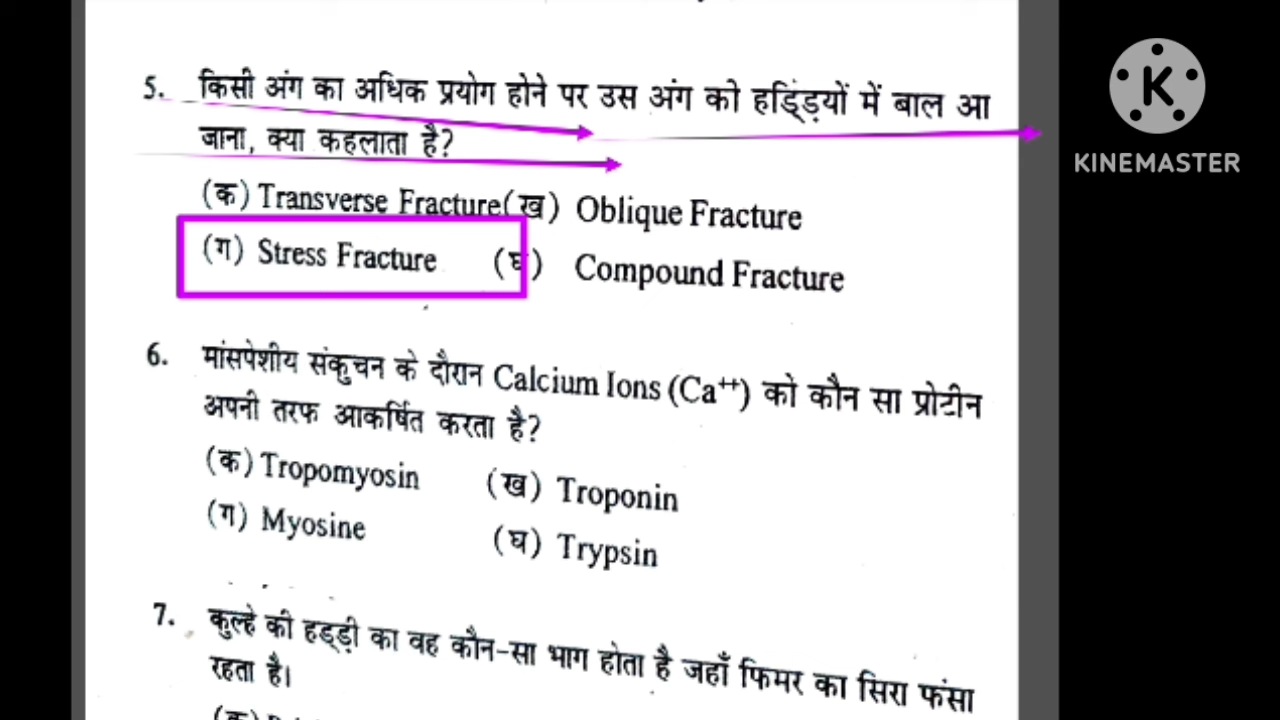 5. किसी अंग का अधिक प्रयोग होने पर उस अंग को हड्डियों में बाल आ
जाना, क्या कहलाता है?
(क) Transverse Fracture (ख) Oblique Fracture
(ग) Stress Fracture (घ) Compound Fracture
6. मांसपेशीय संकुचन के दौरान Calcium Ions (Ca⁺⁺) को कौन सा प्रोटीन
अपनी तरफ आकर्षित करता है?
(क) Tropomyosin (ख) Troponin
(ग) Myosine (घ) Trypsin
7. कुल्हे की हड्ड़ी का वह कौन-सा भाग होता है जहाँ फिमर का सिरा फंसा
रहता है।
K
KINEMASTER